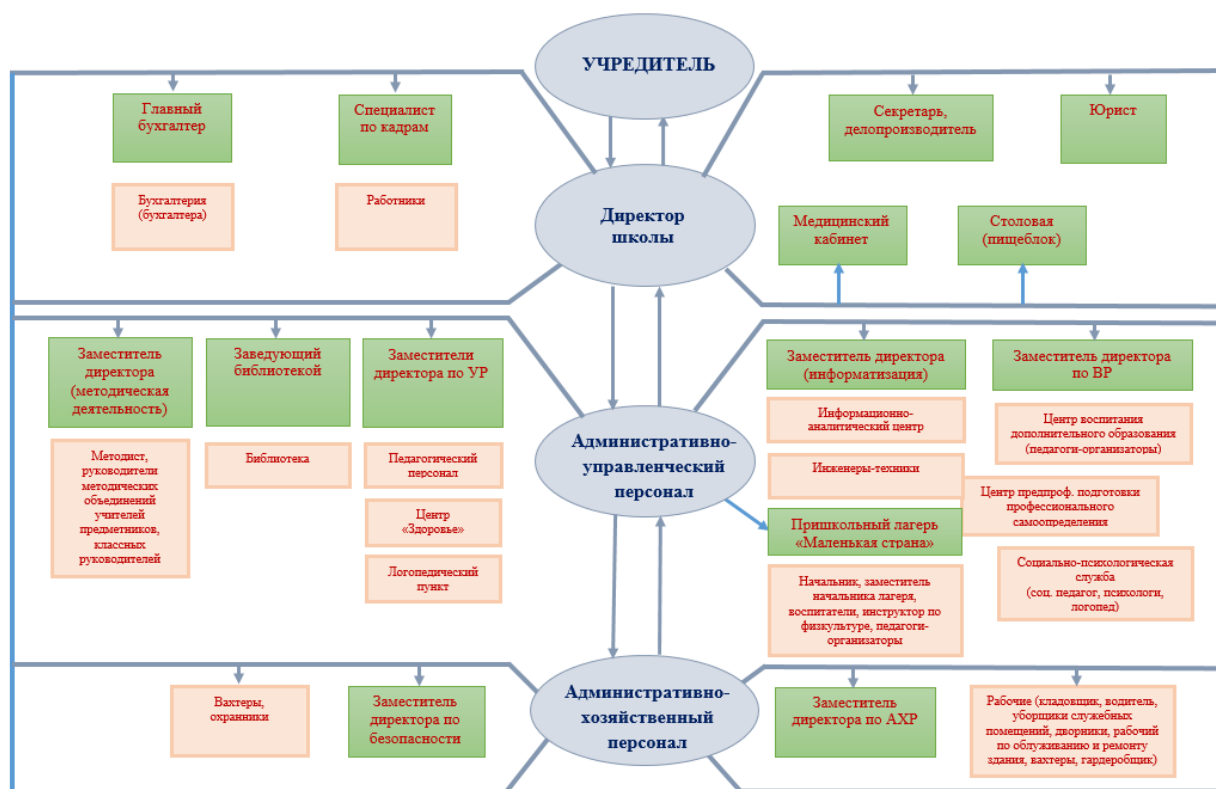 УЧРЕДИТЕЛЬ
Главный
бухгалтер
Специалист
по кадрам
Секретарь,
делопроизводитель
Юрист
Бухгалтерия
(бухгалтера)
Работники
Директор
школы
Медицинский
кабинет
Столовая
(пищеблок)
Заместитель
директора
(методическая
деятельность)
Заведующий
библиотекой
Заместители
директора по УР
Заместитель директора
(информатизация)
Заместитель директора
по ВР
Методист,
руководители
методических
объединений
учителей
предметников,
классных
руководителей
Библиотека
Педагогический
персонал
Центр
«Здоровье»
Логопедический
пункт
Административно-
управленческий
персонал
Информационно-
аналитический центр
Инженеры-техники
Пришкольный лагерь
«Маленькая страна»
Начальник, заместитель
начальника лагеря,
воспитатели, инструктор по
физкультуре, педагоги-
организаторы
Центр воспитания
дополнительного образования
(педагоги-организаторы)
Центр предпроф. подготовки
профессионального
самоопределения
Социально-психологическая
служба
(соц. педагог, психологи,
логопед)
Вахтеры,
охранники
Заместитель
директора по
безопасности
Административно-
хозяйственный
персонал
Заместитель
директора по АХР
Рабочие (кладовщик, водитель,
уборщики служебных
помещений, дворники, рабочий
по облуживанию и ремонту
здания, вахтеры, гардеробщик)